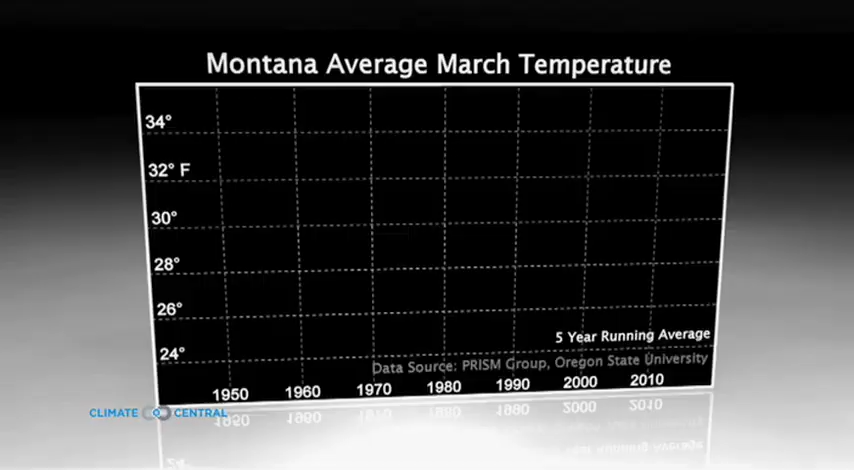 Montana Average March Temperature
34°
32° F
30°
28°
26°
24°
5 Year Running Average
Data Source: PRISM Group, Oregon State University
1950 1960 1970 1980 1990 2000 2010
CLIMATE CENTRAL